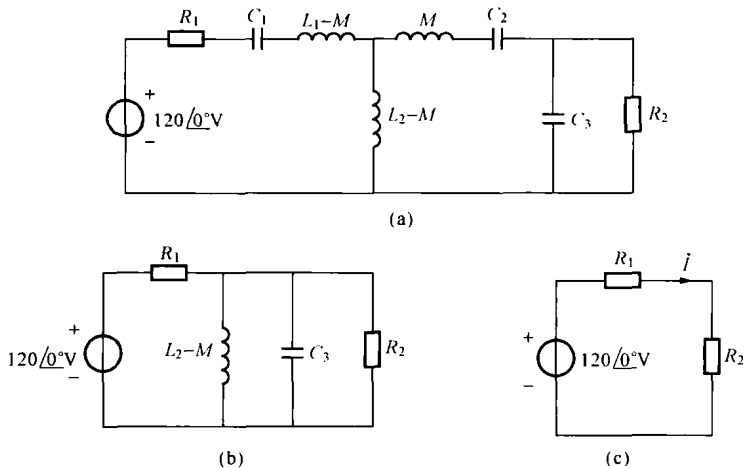 R₁
C₁
L₁−M
M
C₂
+
120/0°V
−
L₂−M
C₃
R₂
(a)
R₁
+
120/0°V
−
L₂−M
C₃
R₂
(b)
R₁
İ
+
120/0°V
−
R₂
(c)